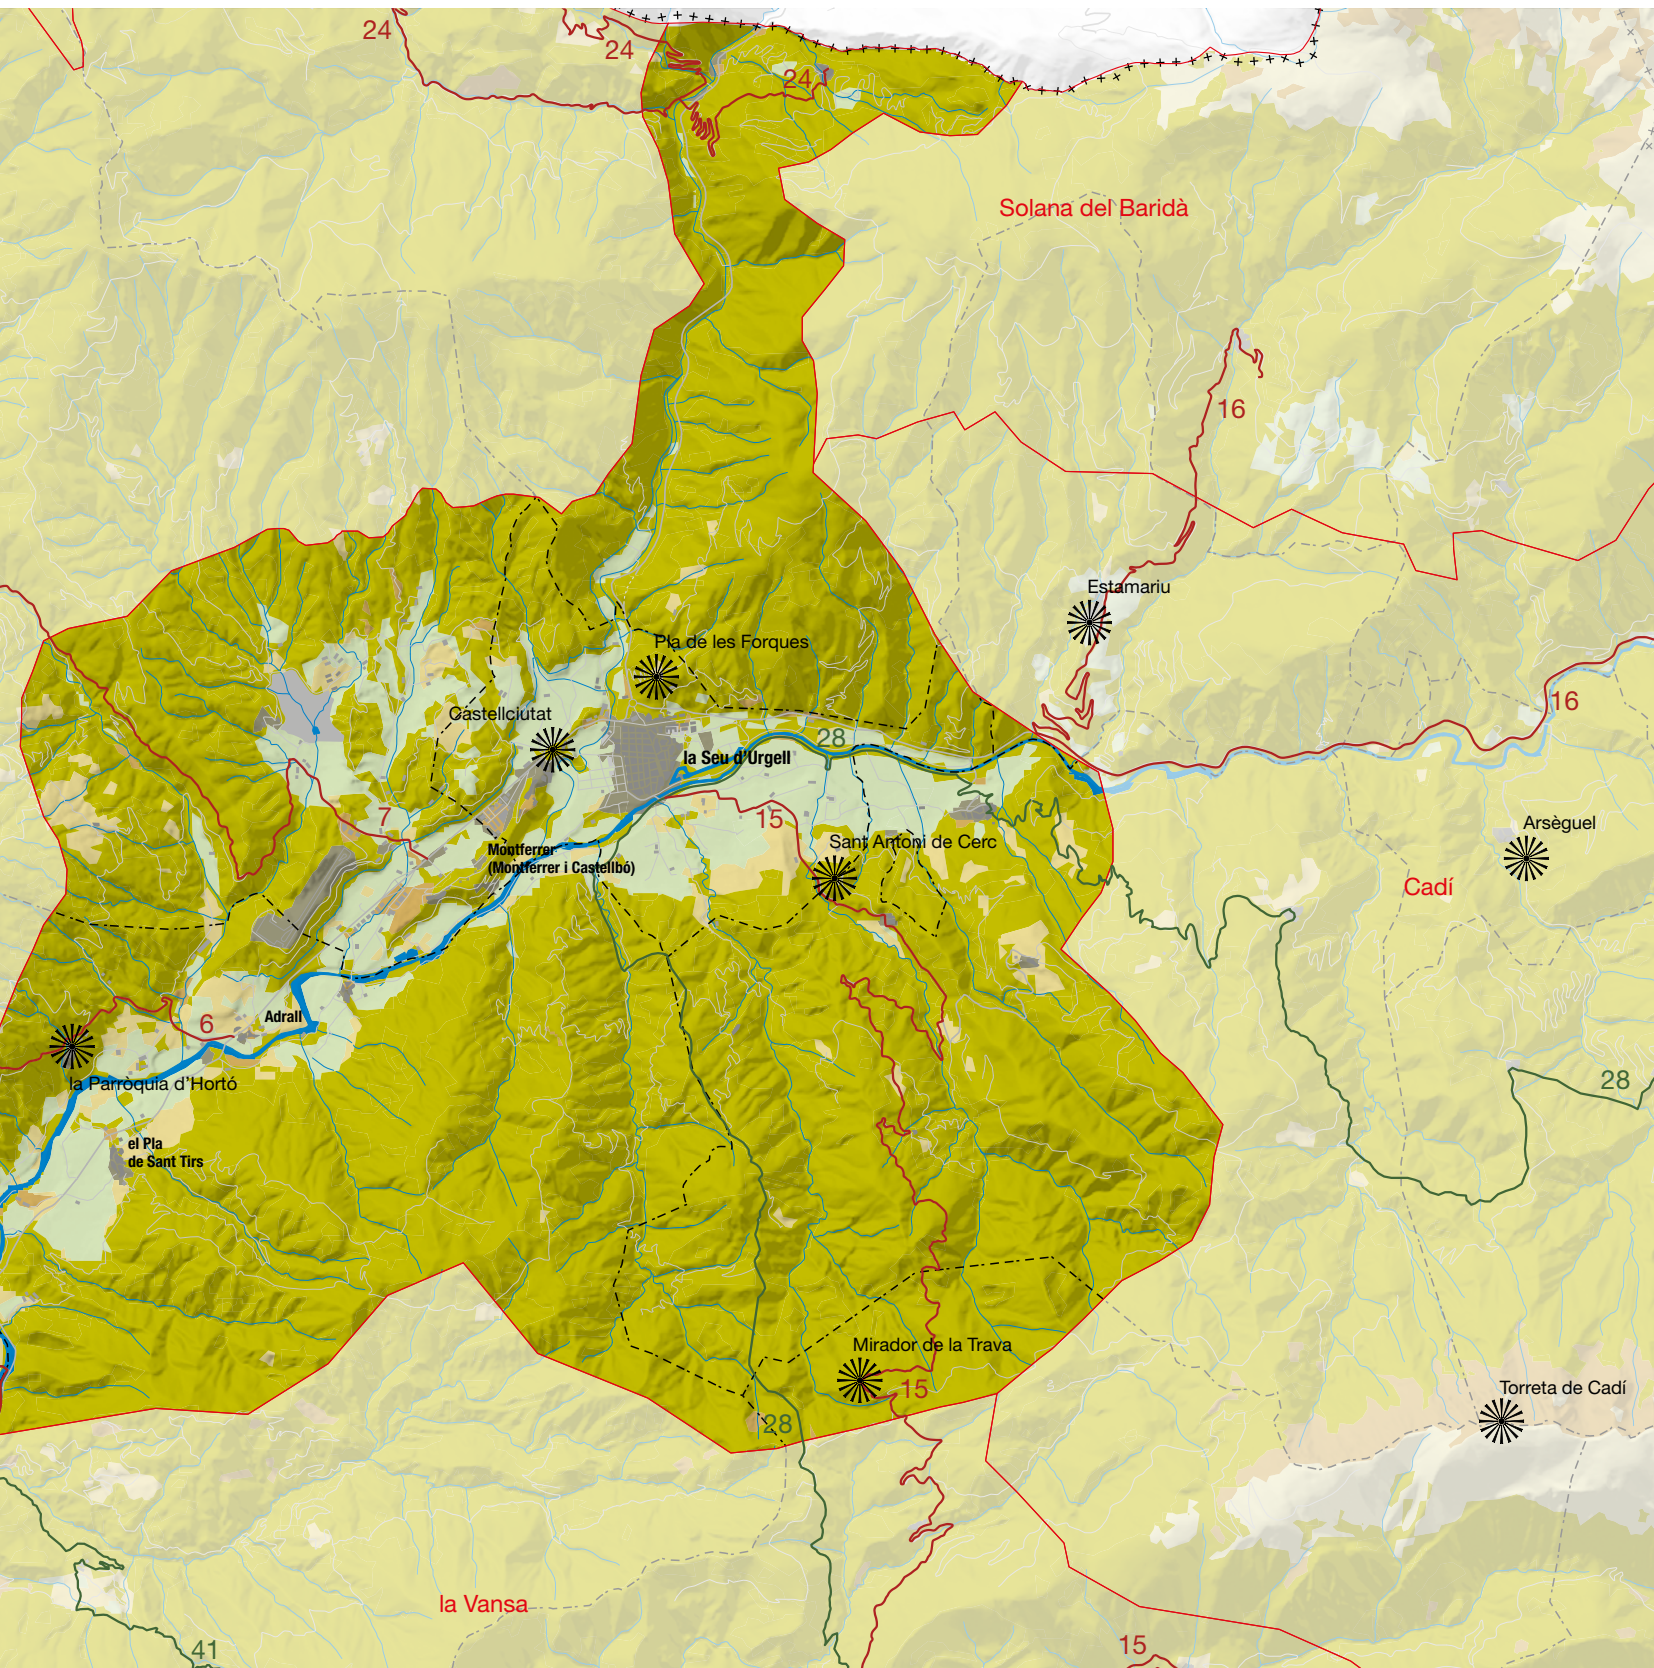 24
24
24
Solana del Baridà
16
Estamariu
Pla de les Forques
16
Castellciutat
28
la Seu d'Urgell
7
15
Arsèguel
Sant Antoni de Cerc
Montferrer
(Montferrer i Castellbó)
Cadí
Adrall
6
la Parròquia d'Hortó
28
el Pla
de Sant Tirs
Mirador de la Trava
15
Torreta de Cadí
28
la Vansa
15
41